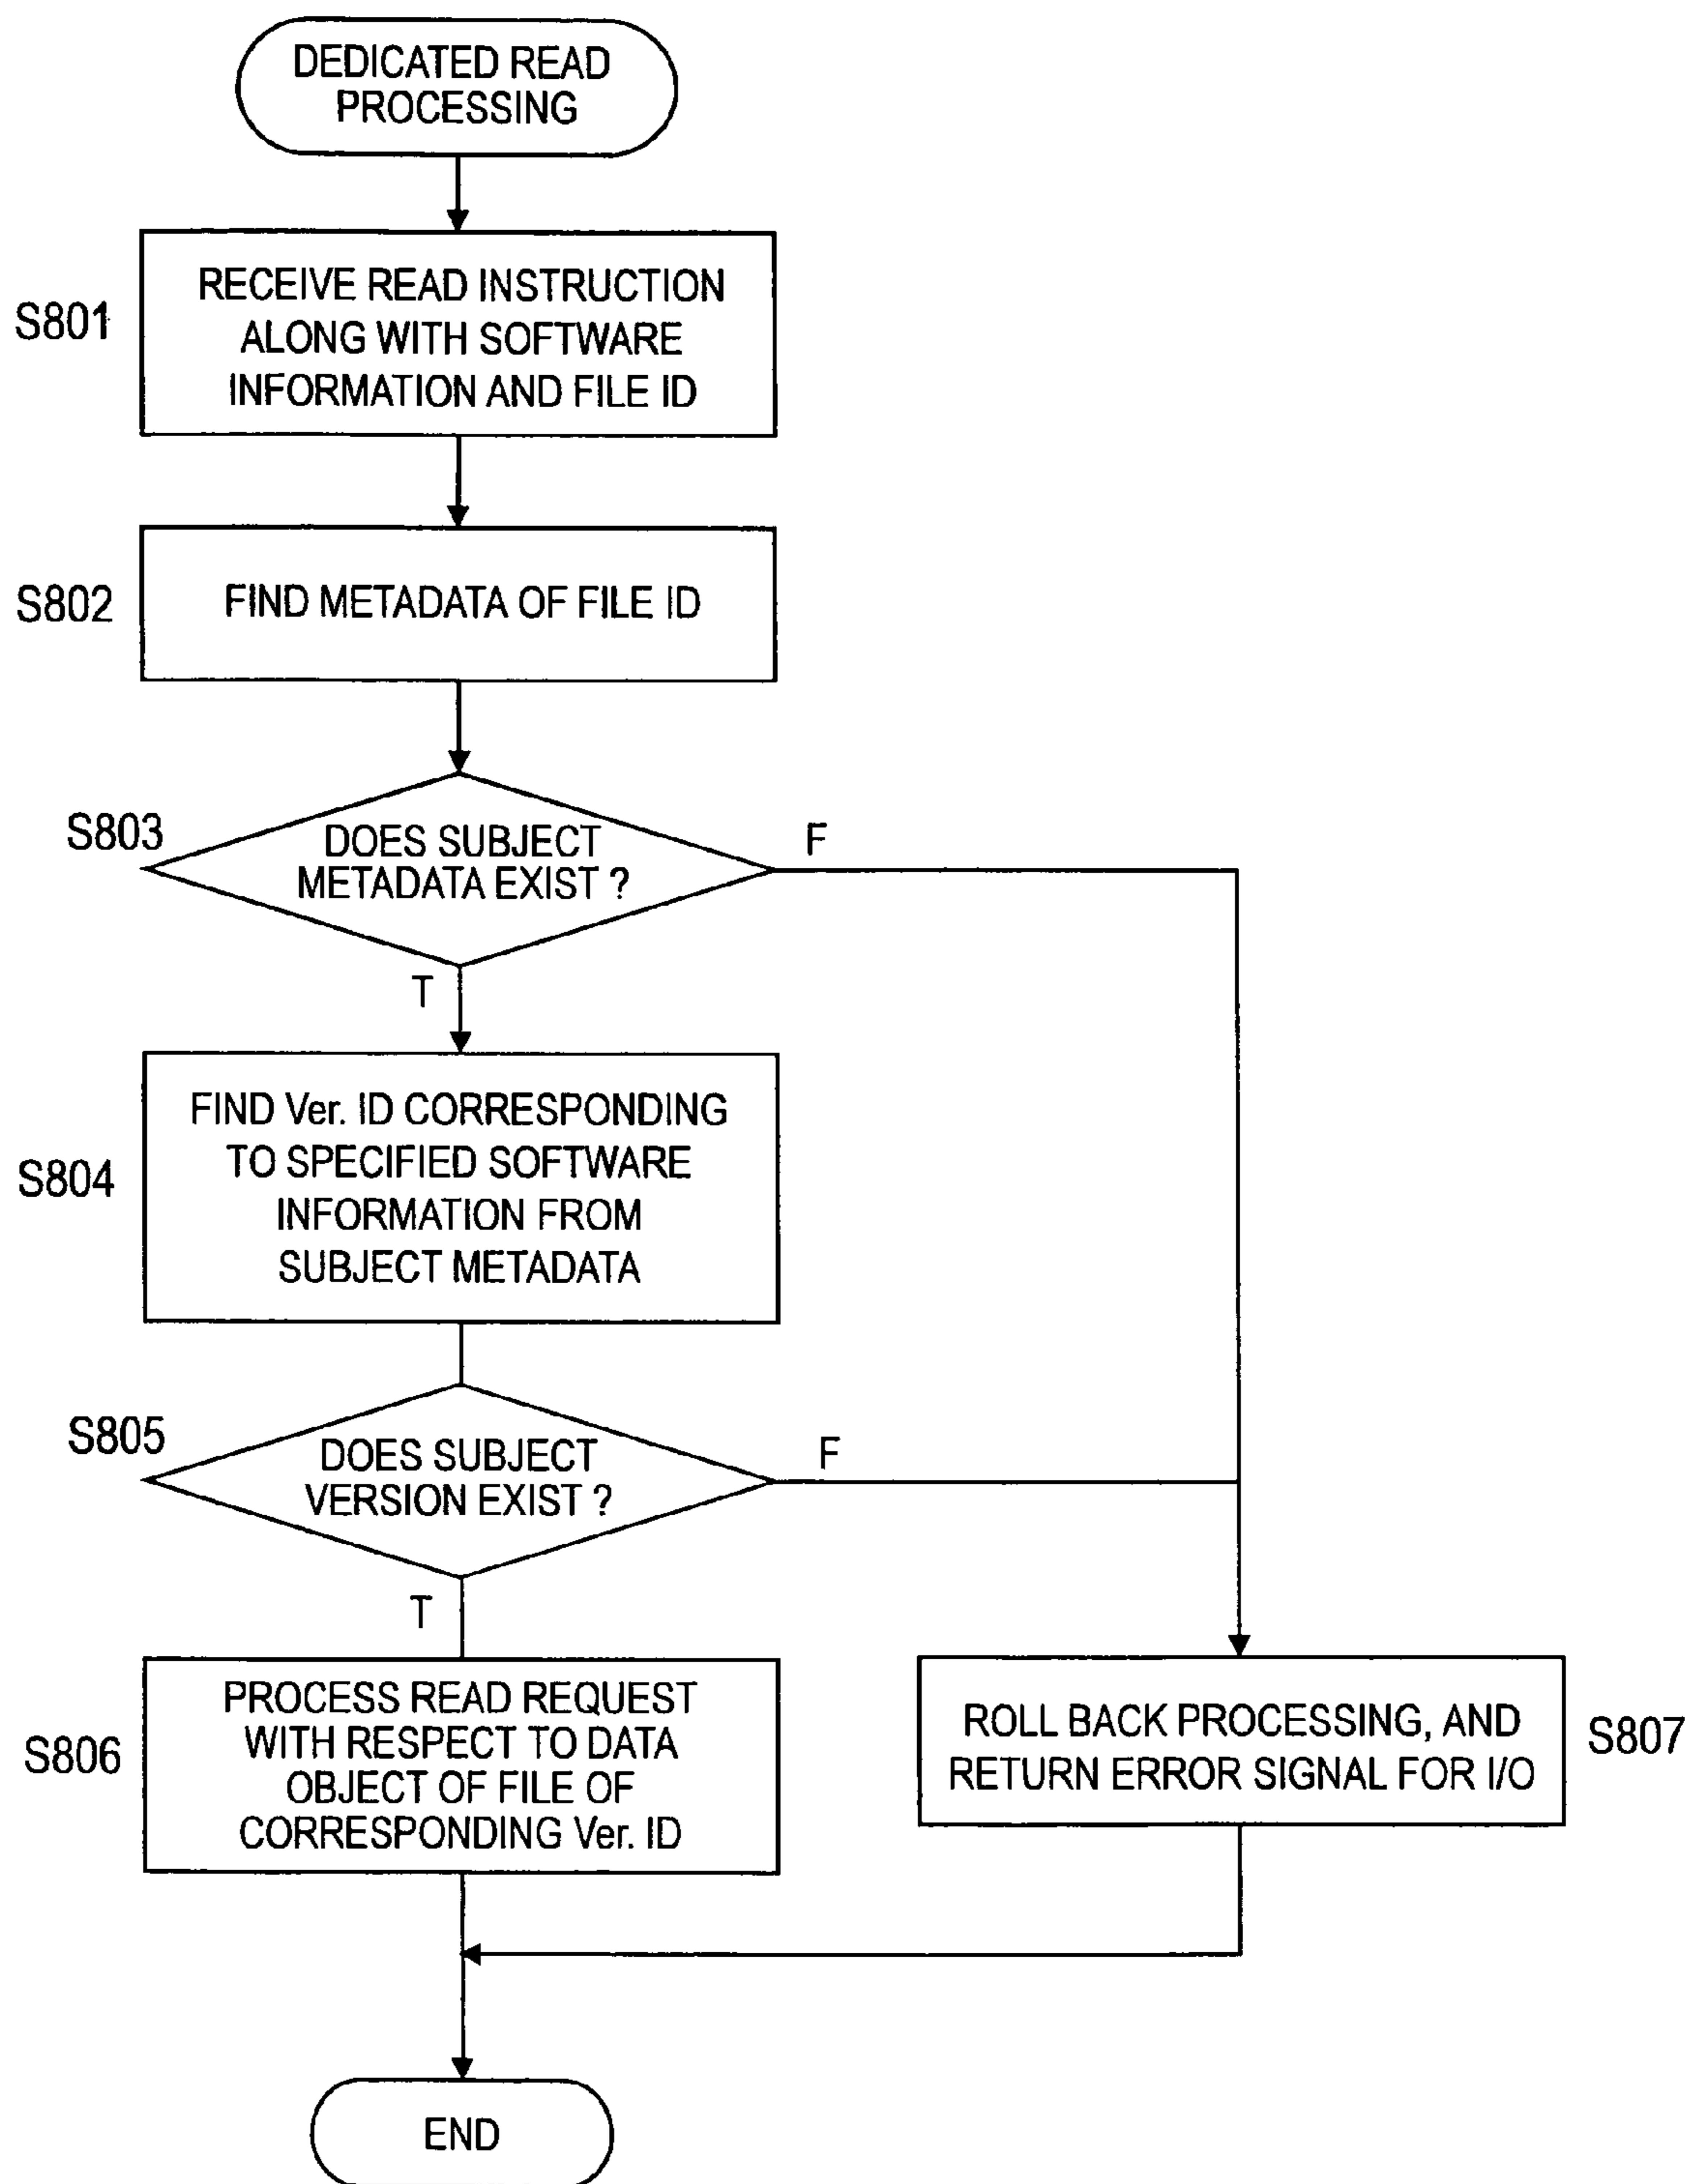 DEDICATED READ
PROCESSING
S801
RECEIVE READ INSTRUCTION
ALONG WITH SOFTWARE
INFORMATION AND FILE ID
S802
FIND METADATA OF FILE ID
S803
DOES SUBJECT
METADATA EXIST ?
F
T
S804
FIND Ver. ID CORRESPONDING
TO SPECIFIED SOFTWARE
INFORMATION FROM
SUBJECT METADATA
S805
DOES SUBJECT
VERSION EXIST ?
F
T
S806
PROCESS READ REQUEST
WITH RESPECT TO DATA
OBJECT OF FILE OF
CORRESPONDING Ver. ID
ROLL BACK PROCESSING, AND
RETURN ERROR SIGNAL FOR I/O
S807
END